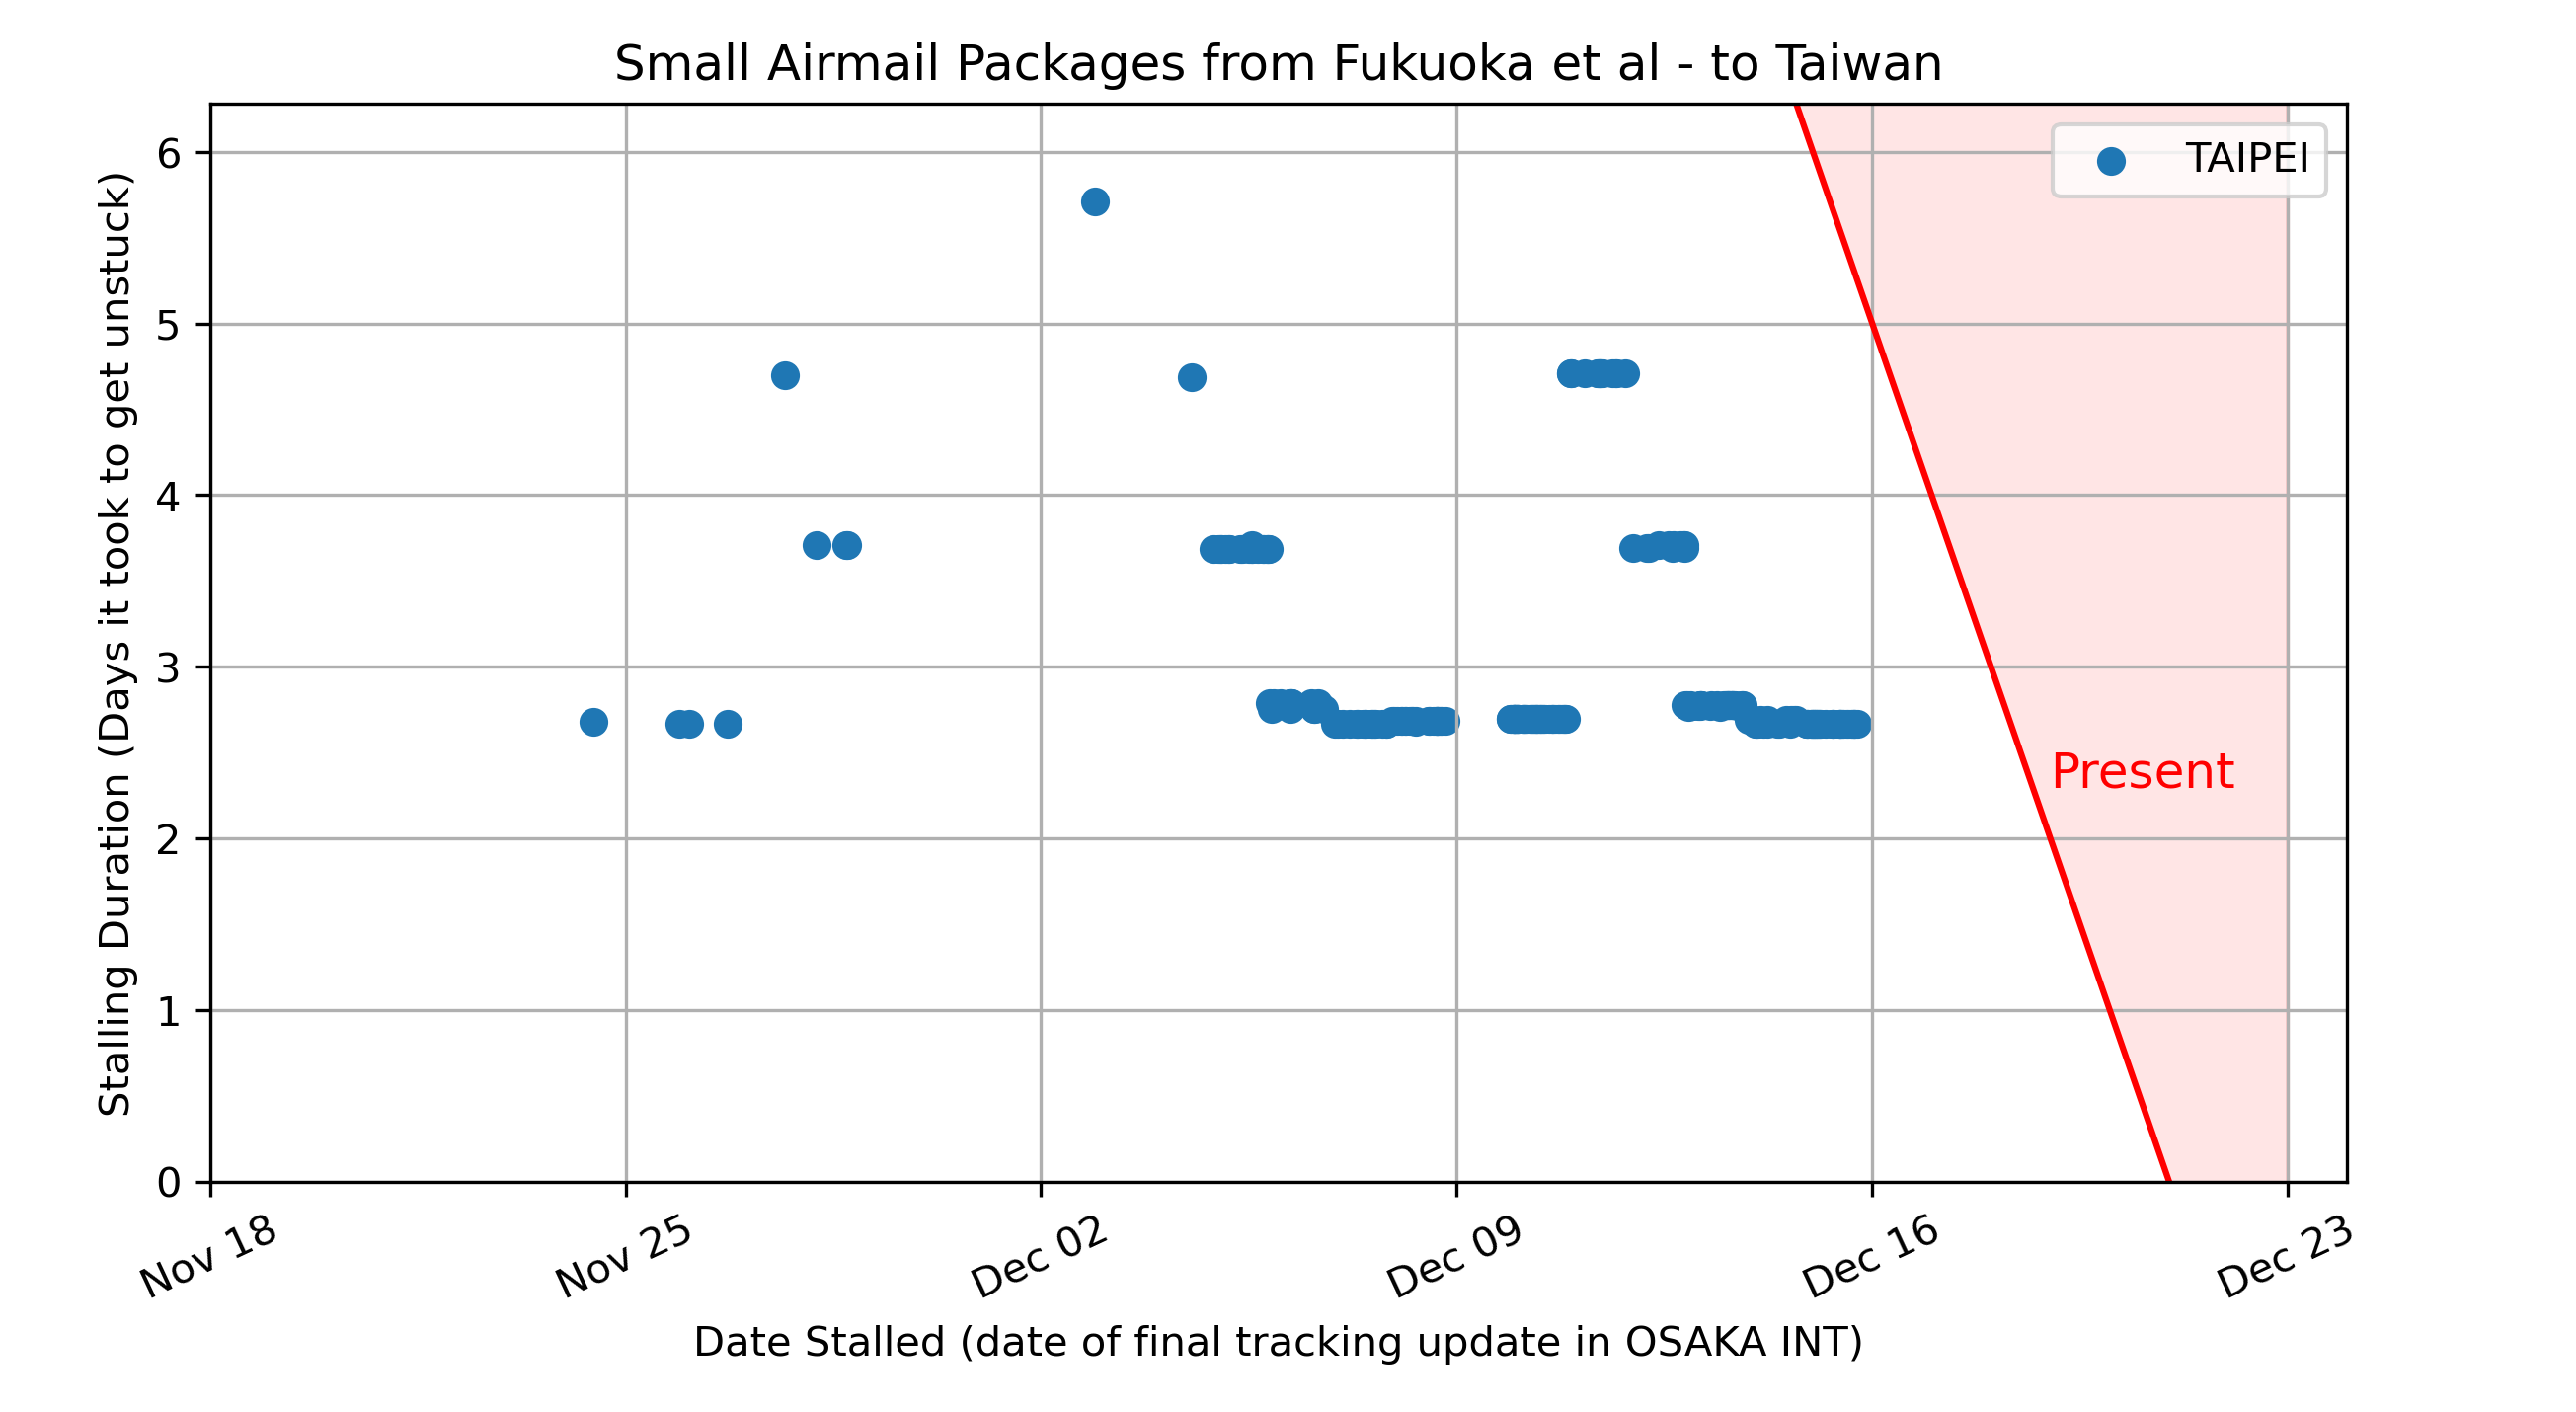 Small Airmail Packages from Fukuoka et al - to Taiwan
Stalling Duration (Days it took to get unstuck)
6
5
4
3
2
1
0
TAIPEI
Present
Nov 18
Nov 25
Dec 02
Dec 09
Dec 16
Dec 23
Date Stalled (date of final tracking update in OSAKA INT)